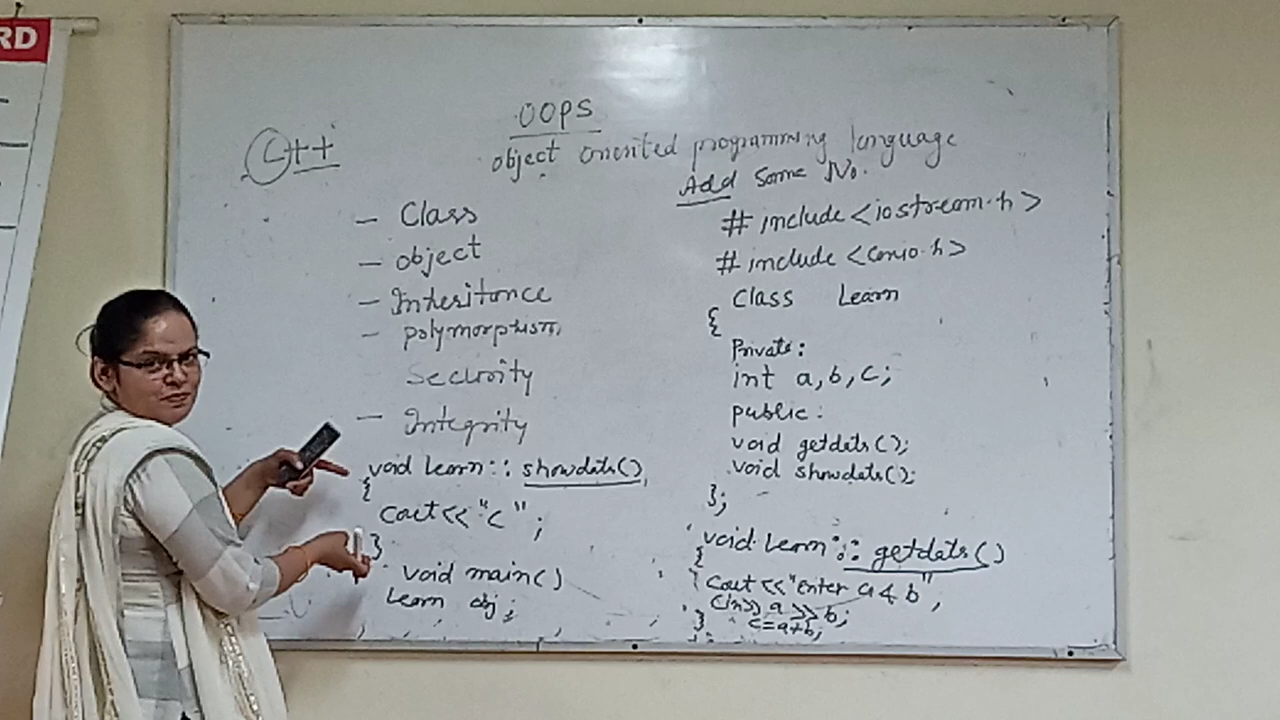 RD
OOPS
C++
object oriented programming language
- Class
- object
- Inheritance
- polymorphism
Security
- Integrity
void Learn :: showdata()
{
cout<< "c" ;
}
void main()
Learn obj;
Add Some No.
# include <iostream.h>
# include <conio.h>
Class Learn
{
Private:
int a, b, c;
public:
void getdata();
void showdata();
};
void Learn :: getdata()
{
cout <<"Enter a & b" ;
cin>> a >> b;
c=a+b;
}